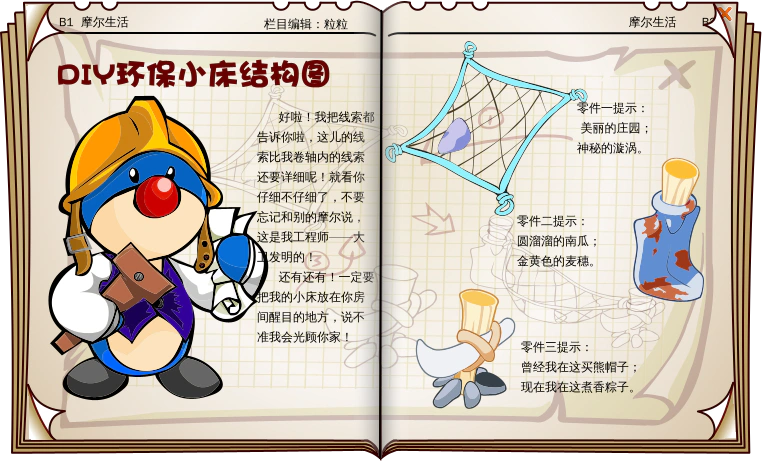 B1 摩尔生活
栏目编辑：粒粒
DIY环保小床结构图
好啦！我把线索都
告诉你啦，这儿的线
索比我卷轴内的线索
还要详细呢！就看你
仔细不仔细了，不要
忘记和别的摩尔说，
这是我工程师——大
卫发明的！
还有还有！一定要
把我的小床放在你房
间醒目的地方，说不
准我会光顾你家！
摩尔生活
零件一提示：
美丽的庄园；
神秘的漩涡。
①
零件二提示：
圆溜溜的南瓜；
金黄色的麦穗。
③
零件三提示：
曾经我在这买熊帽子；
现在我在这煮香粽子。